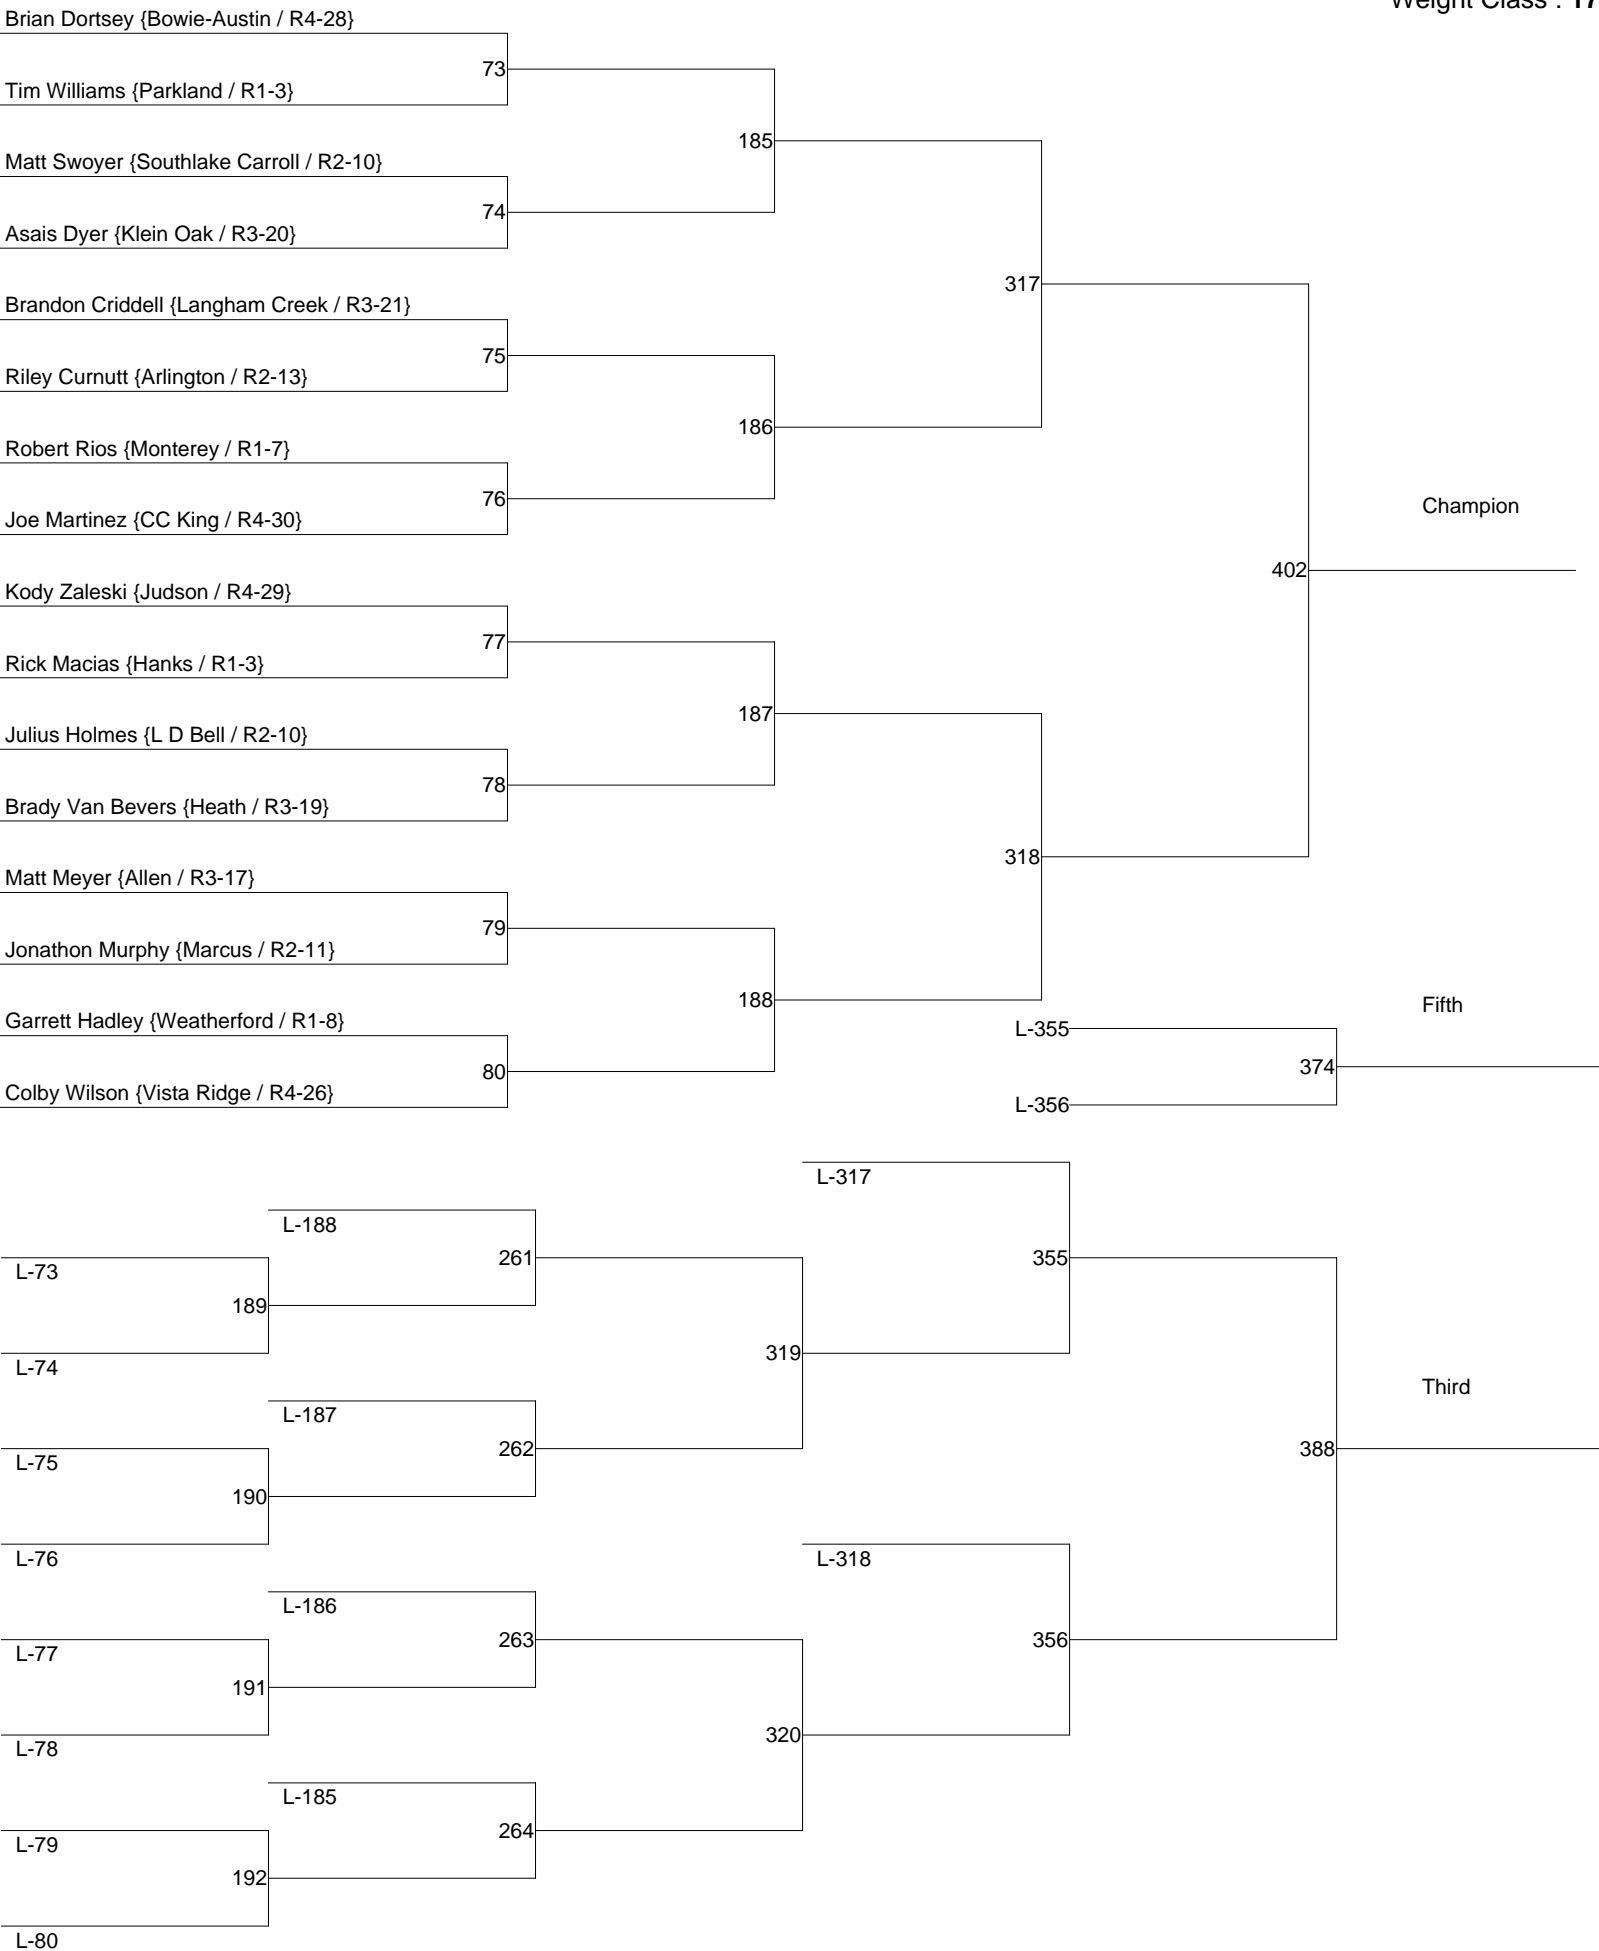 Weight Class : 17
Brian Dortsey {Bowie-Austin / R4-28}
73
Tim Williams {Parkland / R1-3}
185
Matt Swoyer {Southlake Carroll / R2-10}
74
Asais Dyer {Klein Oak / R3-20}
317
Brandon Criddell {Langham Creek / R3-21}
75
Riley Curnutt {Arlington / R2-13}
186
Robert Rios {Monterey / R1-7}
76
Joe Martinez {CC King / R4-30}
Champion
402
Kody Zaleski {Judson / R4-29}
77
Rick Macias {Hanks / R1-3}
187
Julius Holmes {L D Bell / R2-10}
78
Brady Van Bevers {Heath / R3-19}
318
Matt Meyer {Allen / R3-17}
79
Jonathon Murphy {Marcus / R2-11}
188
Garrett Hadley {Weatherford / R1-8}
80
Colby Wilson {Vista Ridge / R4-26}
Fifth
L-355
374
L-356
L-317
L-188
261
355
L-73
189
319
L-74
Third
L-187
262
388
L-75
190
L-76
L-318
L-186
263
356
L-77
191
320
L-78
L-185
264
L-79
192
L-80